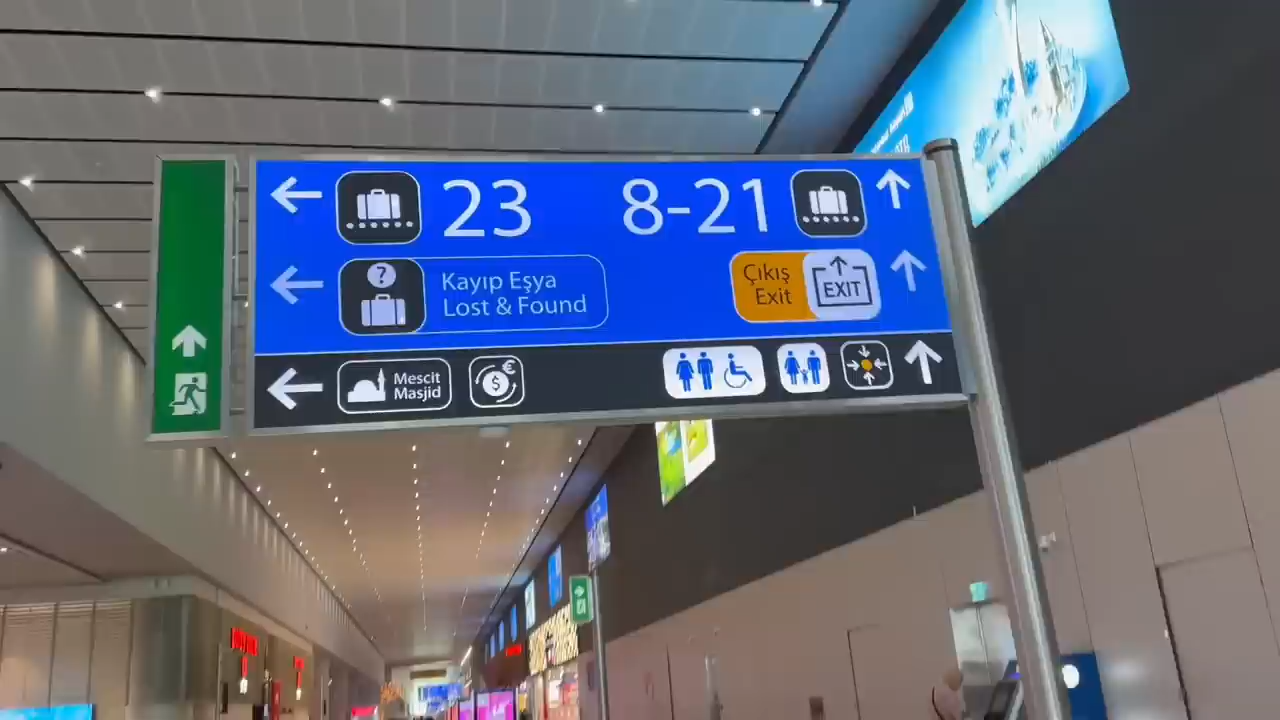 23
8-21
Kayıp Eşya
Lost & Found
Çıkış
Exit
EXIT
Mescit
Masjid